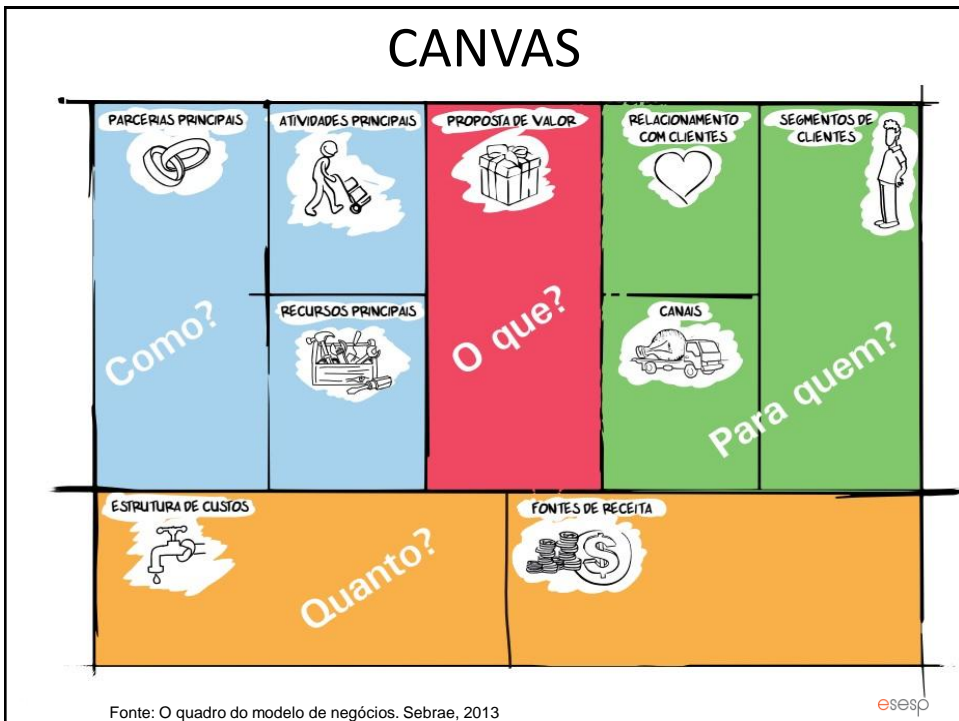 CANVAS
PARCERIAS PRINCIPAIS
ATIVIDADES PRINCIPAIS
PROPOSTA DE VALOR
RELACIONAMENTO
COM CLIENTES
SEGMENTOS DE
CLIENTES
Como?
RECURSOS PRINCIPAIS
O que?
CANAIS
Para quem?
ESTRUTURA DE CUSTOS
Quanto?
FONTES DE RECEITA
$
Fonte: O quadro do modelo de negócios. Sebrae, 2013
esesp